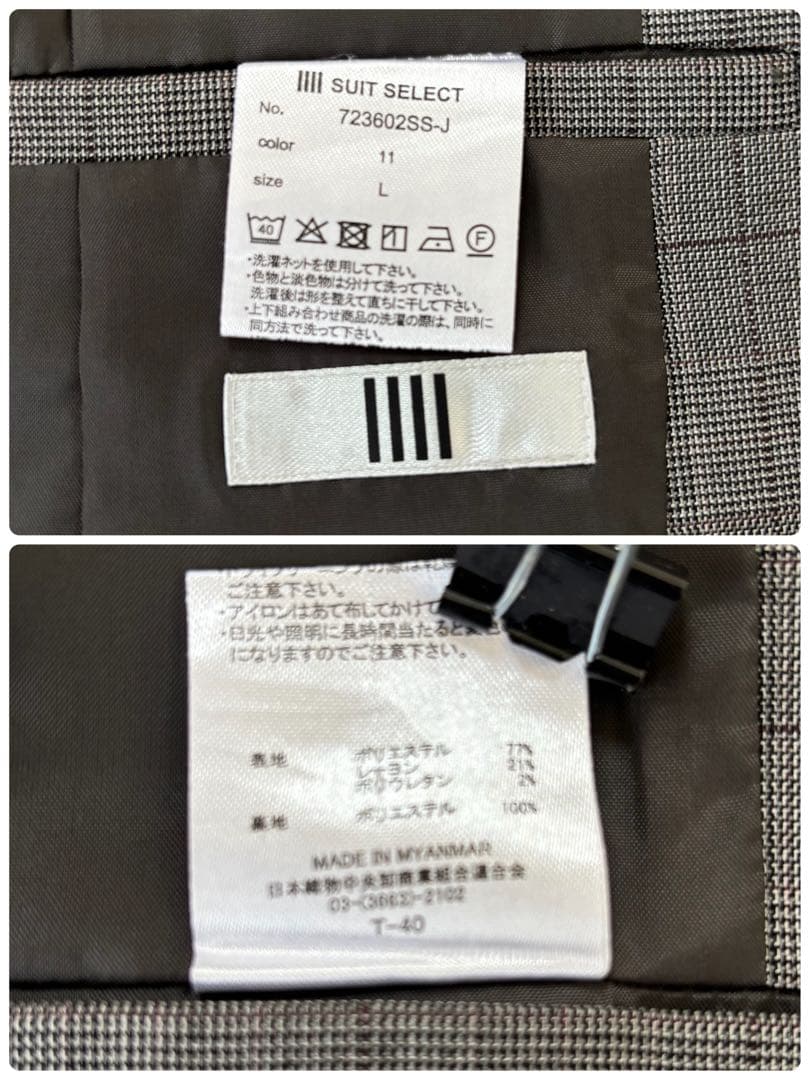 SUIT SELECT
No. 723602SS-J
color 11
size L
40
F
・洗濯ネットを使用して下さい。
・色物と淡色物は分けて洗って下さい。
洗濯後は形を整えて直ちに干して下さい。
・上下組み合わせ商品の洗濯の際は、同時に
同方法で洗って下さい。
ご注意下さい。
・アイロンはあて布してかけて
・日光や照明に長時間当たると変色
になりますのでご注意下さい。
表地 ポリエステル 77%
レーヨン 21%
ポリウレタン 2%
裏地 ポリエステル 100%
MADE IN MYANMAR
日本織物中央卸商業組合連合会
03-(3663)-2102
T-40